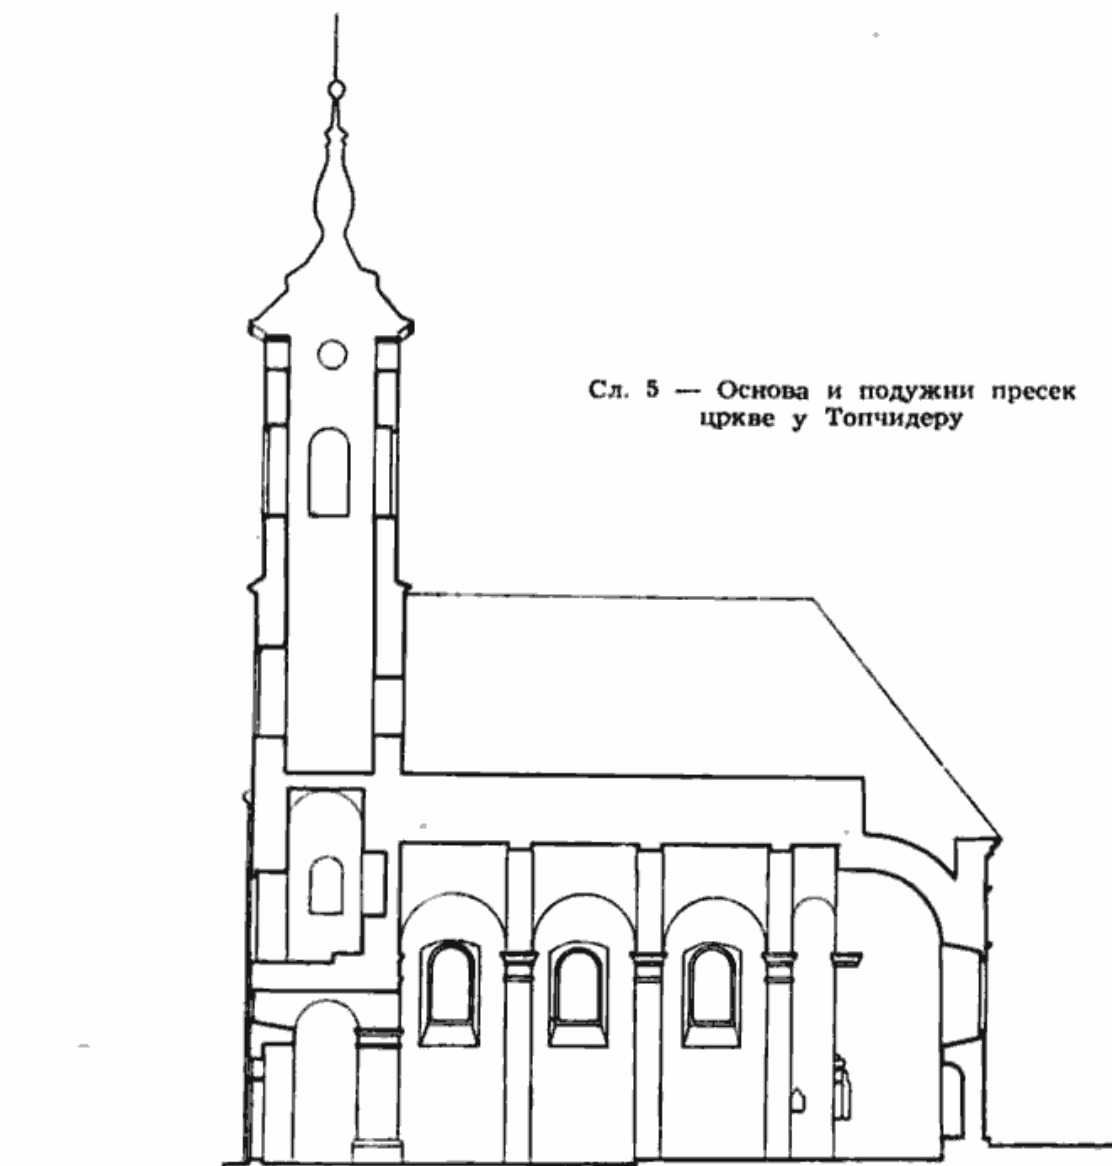 Сл. 5 — Основа и подужни пресек
цркве у Топчидеру